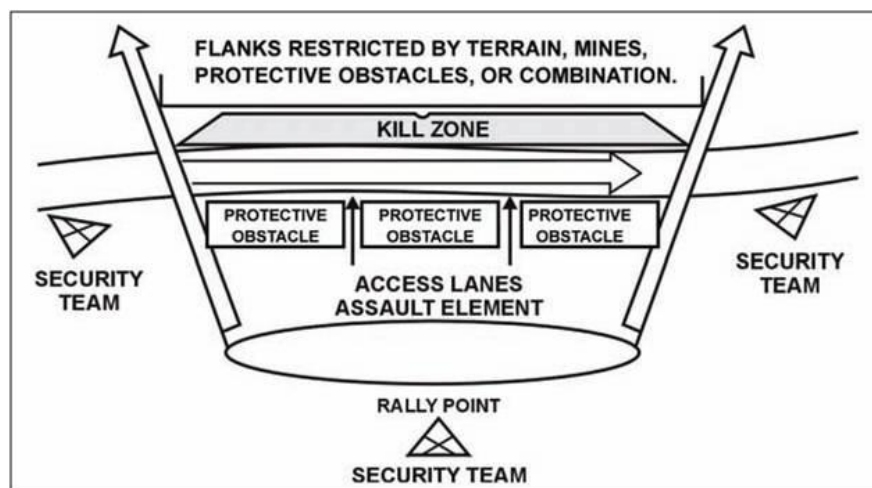 FLANKS RESTRICTED BY TERRAIN, MINES,
PROTECTIVE OBSTACLES, OR COMBINATION.
KILL ZONE
PROTECTIVE
OBSTACLE
PROTECTIVE
OBSTACLE
PROTECTIVE
OBSTACLE
SECURITY
TEAM
ACCESS LANES
ASSAULT ELEMENT
SECURITY
TEAM
RALLY POINT
SECURITY TEAM